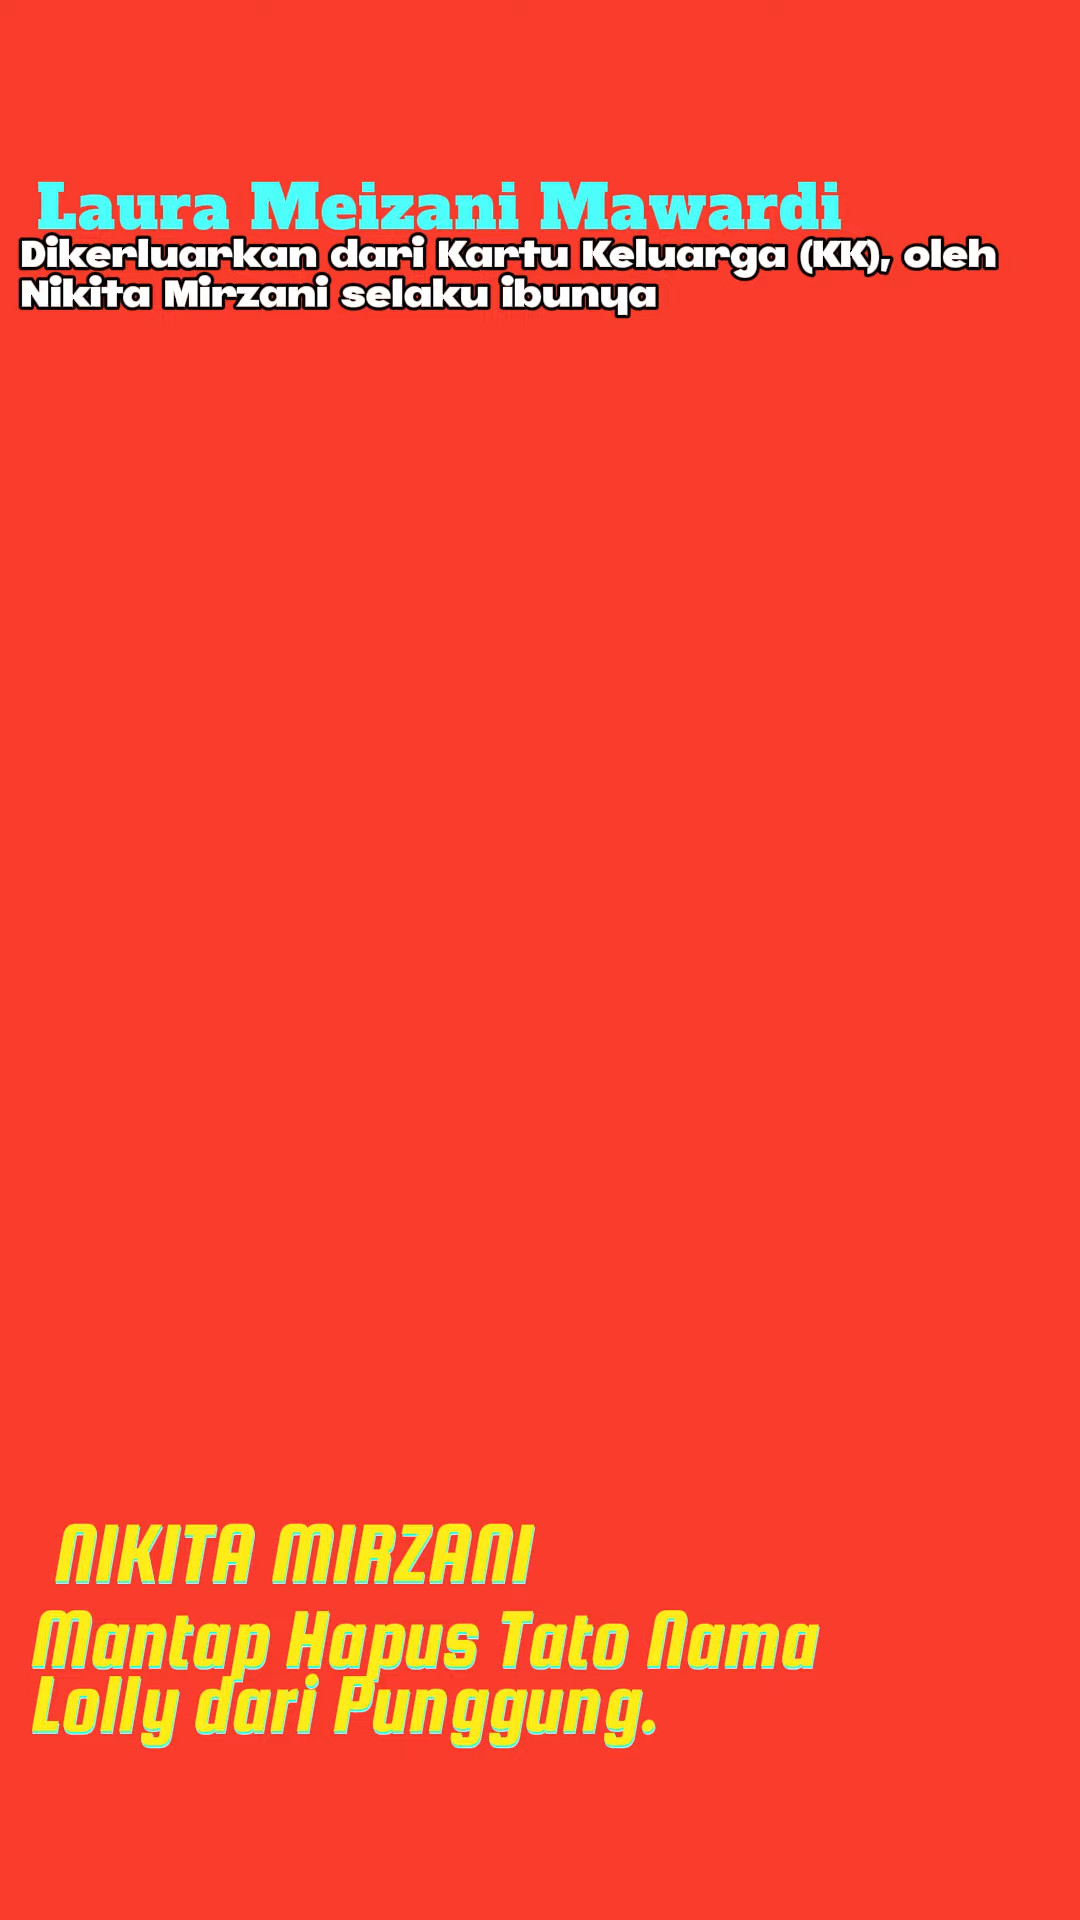 Laura Meizani Mawardi
Dikerluarkan dari Kartu Keluarga (KK), oleh
Nikita Mirzani selaku ibunya
NIKITA MIRZANI
Mantap Hapus Tato Nama
Lolly dari Punggung.